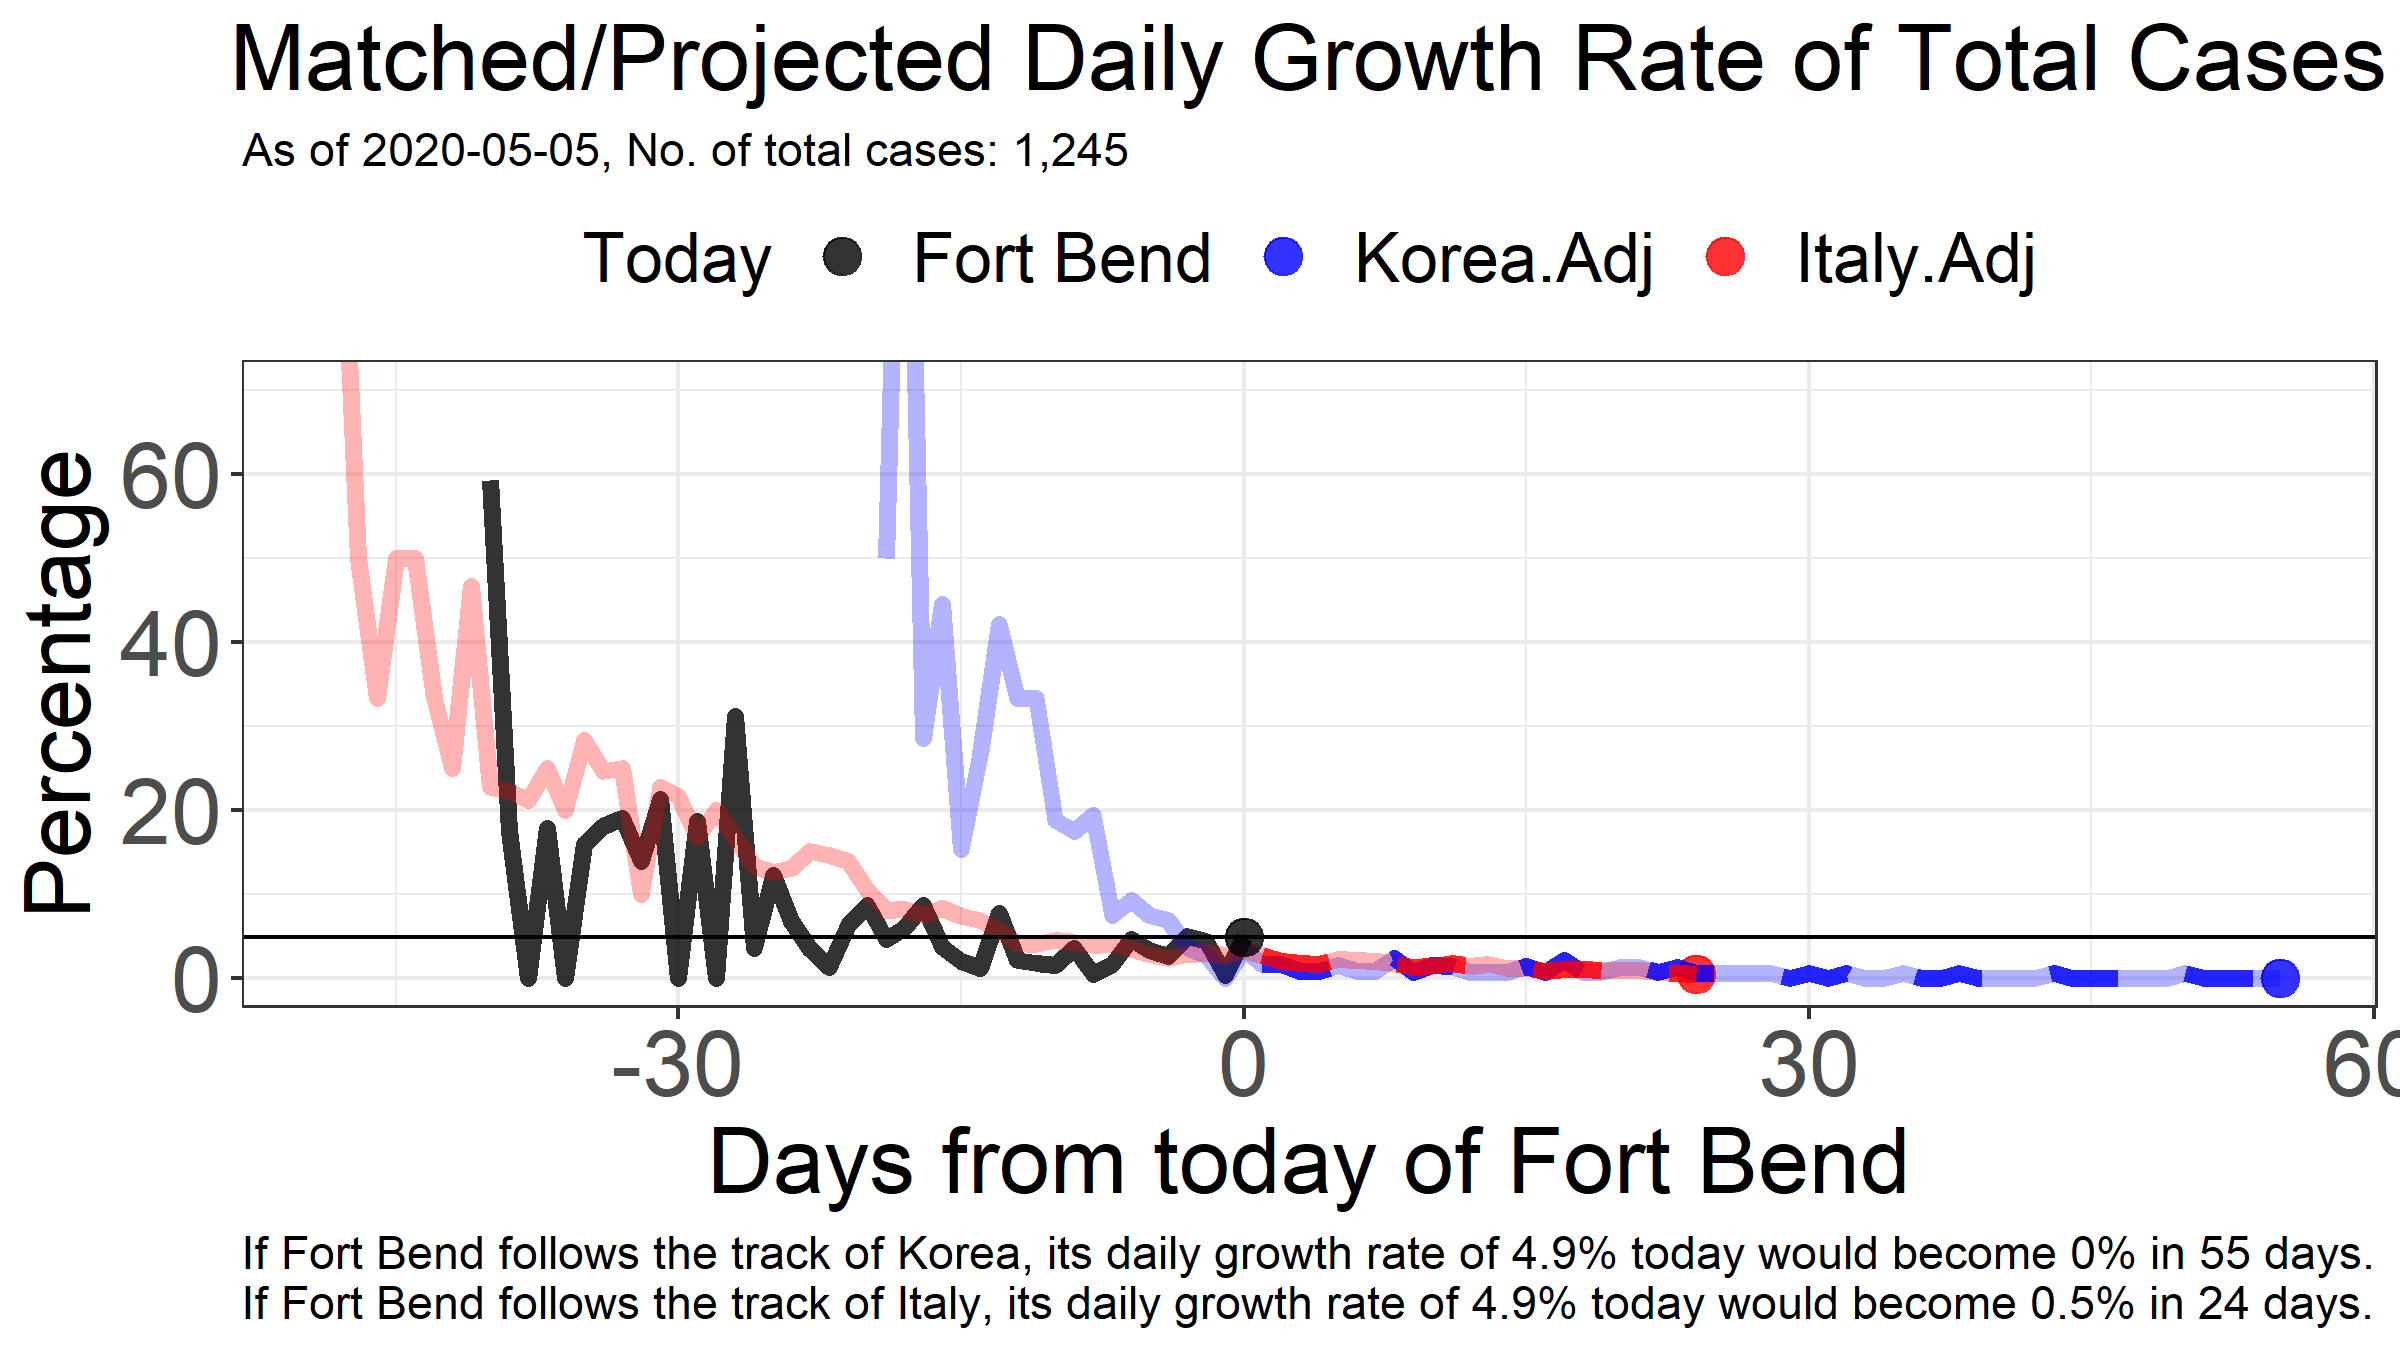 Matched/Projected Daily Growth Rate of Total Cases
As of 2020-05-05, No. of total cases: 1,245
Today Fort Bend Korea.Adj Italy.Adj
Percentage
60
40
20
0
-30 0 30 60
Days from today of Fort Bend
If Fort Bend follows the track of Korea, its daily growth rate of 4.9% today would become 0% in 55 days.
If Fort Bend follows the track of Italy, its daily growth rate of 4.9% today would become 0.5% in 24 days.